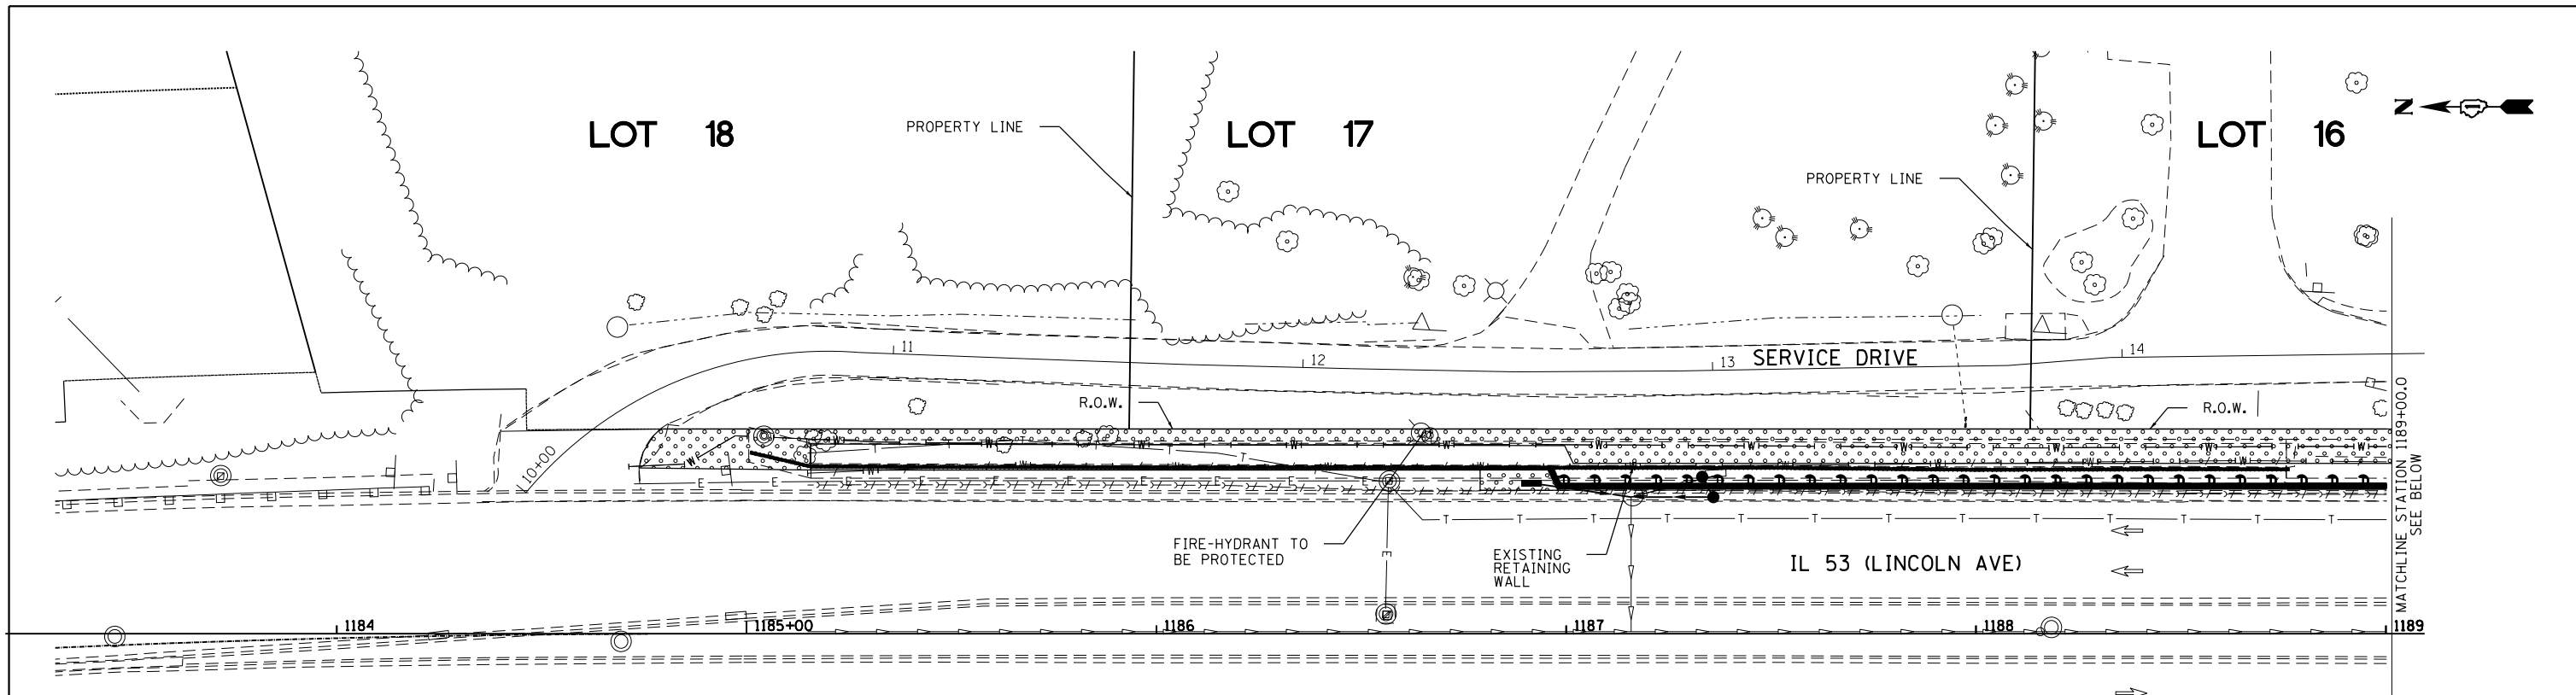 LOT 18
PROPERTY LINE
LOT 17
PROPERTY LINE
LOT 16
N
11
12
13
SERVICE DRIVE
14
R.O.W.
R.O.W.
10+00
FIRE-HYDRANT TO
BE PROTECTED
EXISTING
RETAINING
WALL
IL 53 (LINCOLN AVE)
MATCHLINE STATION 1189+00.0
SEE BELOW
1184
1185+00
1186
1187
1188
1189
W W W W W W W W
T T T
E E E E E E E E E E
T T T T T T T T T T T T T
E